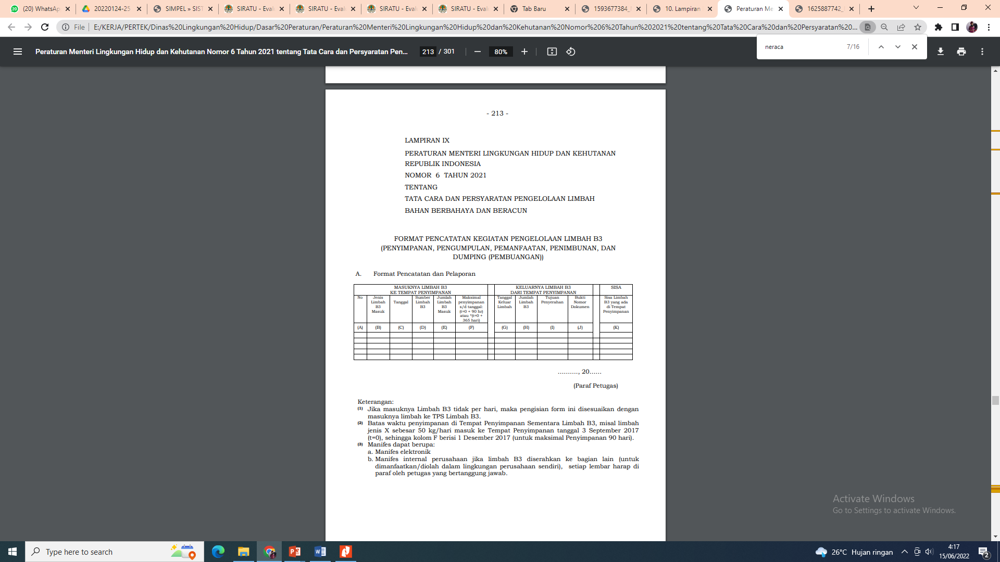 (20) WhatsAp
20220124-25
SIMPEL » SIST
SIRATU - Eval
SIRATU - Eval
SIRATU - Eval
SIRATU - Eval
Tab Baru
1593677384_
10. Lampiran
Peraturan Me
1625887742_
File
E:/KERJA/PERTEK/Dinas%20Lingkungan%20Hidup/Dasar%20Peraturan/Peraturan%20Menteri%20Lingkungan%20Hidup%20dan%20Kehutanan%20Nomor%206%20Tahun%202021%20tentang%20Tata%20Cara%20dan%20Persyaratan%20...
Peraturan Menteri Lingkungan Hidup dan Kehutanan Nomor 6 Tahun 2021 tentang Tata Cara dan Persyaratan Pen...
213 / 301
80%
neraca
7/16
- 213 -
LAMPIRAN IX
PERATURAN MENTERI LINGKUNGAN HIDUP DAN KEHUTANAN
REPUBLIK INDONESIA
NOMOR 6 TAHUN 2021
TENTANG
TATA CARA DAN PERSYARATAN PENGELOLAAN LIMBAH
BAHAN BERBAHAYA DAN BERACUN
FORMAT PENCATATAN KEGIATAN PENGELOLAAN LIMBAH B3
(PENYIMPANAN, PENGUMPULAN, PEMANFAATAN, PENIMBUNAN, DAN
DUMPING (PEMBUANGAN))
A. Format Pencatatan dan Pelaporan
MASUKNYA LIMBAH B3
KE TEMPAT PENYIMPANAN
KELUARNYA LIMBAH B3
DARI TEMPAT PENYIMPANAN
SISA
No
Jenis
Limbah
B3
Masuk
Tanggal
Sumber
Limbah
B3
Jumlah
Limbah
B3
Masuk
Maksimal
penyimpanan
s/d tanggal:
(t=0 + 90 hr)
atau *(t=0 +
365 hari)
Tanggal
Keluar
Limbah
Jumlah
Limbah
B3
Tujuan
Penyerahan
Bukti
Nomor
Dokumen
Sisa Limbah
B3 yang ada
di Tempat
Penyimpanan
(A) (B) (C) (D) (E) (F) (G) (H) (I) (J) (K)
.........., 20......
(Paraf Petugas)
Keterangan:
(1) Jika masuknya Limbah B3 tidak per hari, maka pengisian form ini disesuaikan dengan
masuknya limbah ke TPS Limbah B3.
(2) Batas waktu penyimpanan di Tempat Penyimpanan Sementara Limbah B3, misal limbah
jenis X sebesar 50 kg/hari masuk ke Tempat Penyimpanan tanggal 3 September 2017
(t=0), sehingga kolom F berisi 1 Desember 2017 (untuk maksimal Penyimpanan 90 hari).
(3) Manifes dapat berupa:
a. Manifes elektronik
b. Manifes internal perusahaan jika limbah B3 diserahkan ke bagian lain (untuk
dimanfaatkan/diolah dalam lingkungan perusahaan sendiri), setiap lembar harap di
paraf oleh petugas yang bertanggung jawab.
Activate Windows
Go to Settings to activate Windows.
Type here to search
26°C Hujan ringan
4:17
15/06/2022
2